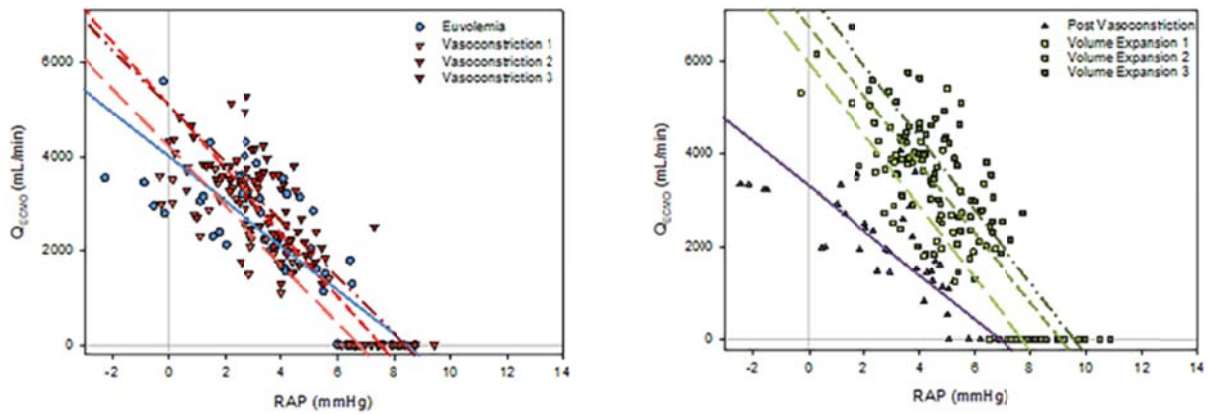 Euvolemia
Vasoconstriction 1
Vasoconstriction 2
Vasoconstriction 3
6000
4000
2000
0
Q_ECMO (mL/min)
-2 0 2 4 6 8 10 12 14
RAP (mmHg)
Post Vasoconstriction
Volume Expansion 1
Volume Expansion 2
Volume Expansion 3
6000
4000
2000
0
Q_ECMO (mL/min)
-2 0 2 4 6 8 10 12 14
RAP (mmHg)